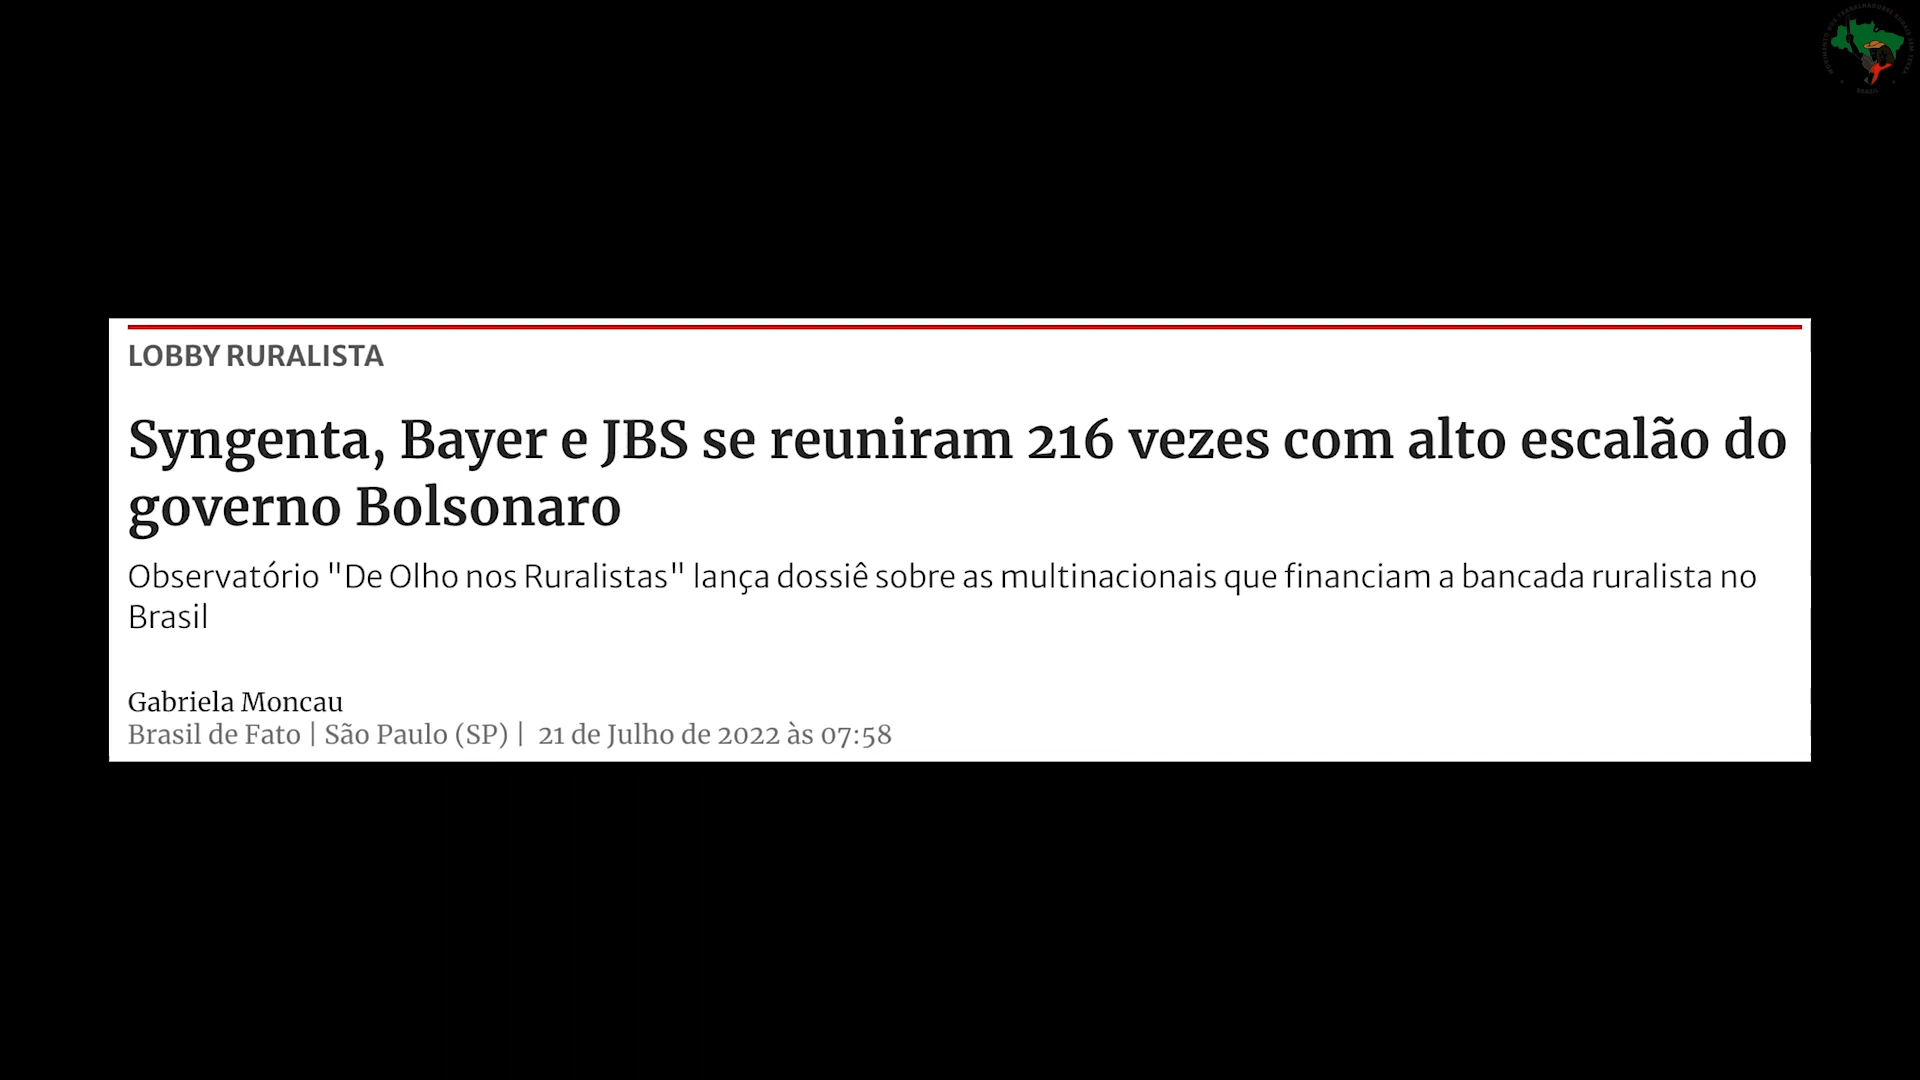 LOBBY RURALISTA
Syngenta, Bayer e JBS se reuniram 216 vezes com alto escalão do
governo Bolsonaro
Observatório "De Olho nos Ruralistas" lança dossiê sobre as multinacionais que financiam a bancada ruralista no
Brasil
Gabriela Moncau
Brasil de Fato | São Paulo (SP) | 21 de Julho de 2022 às 07:58
BRASIL